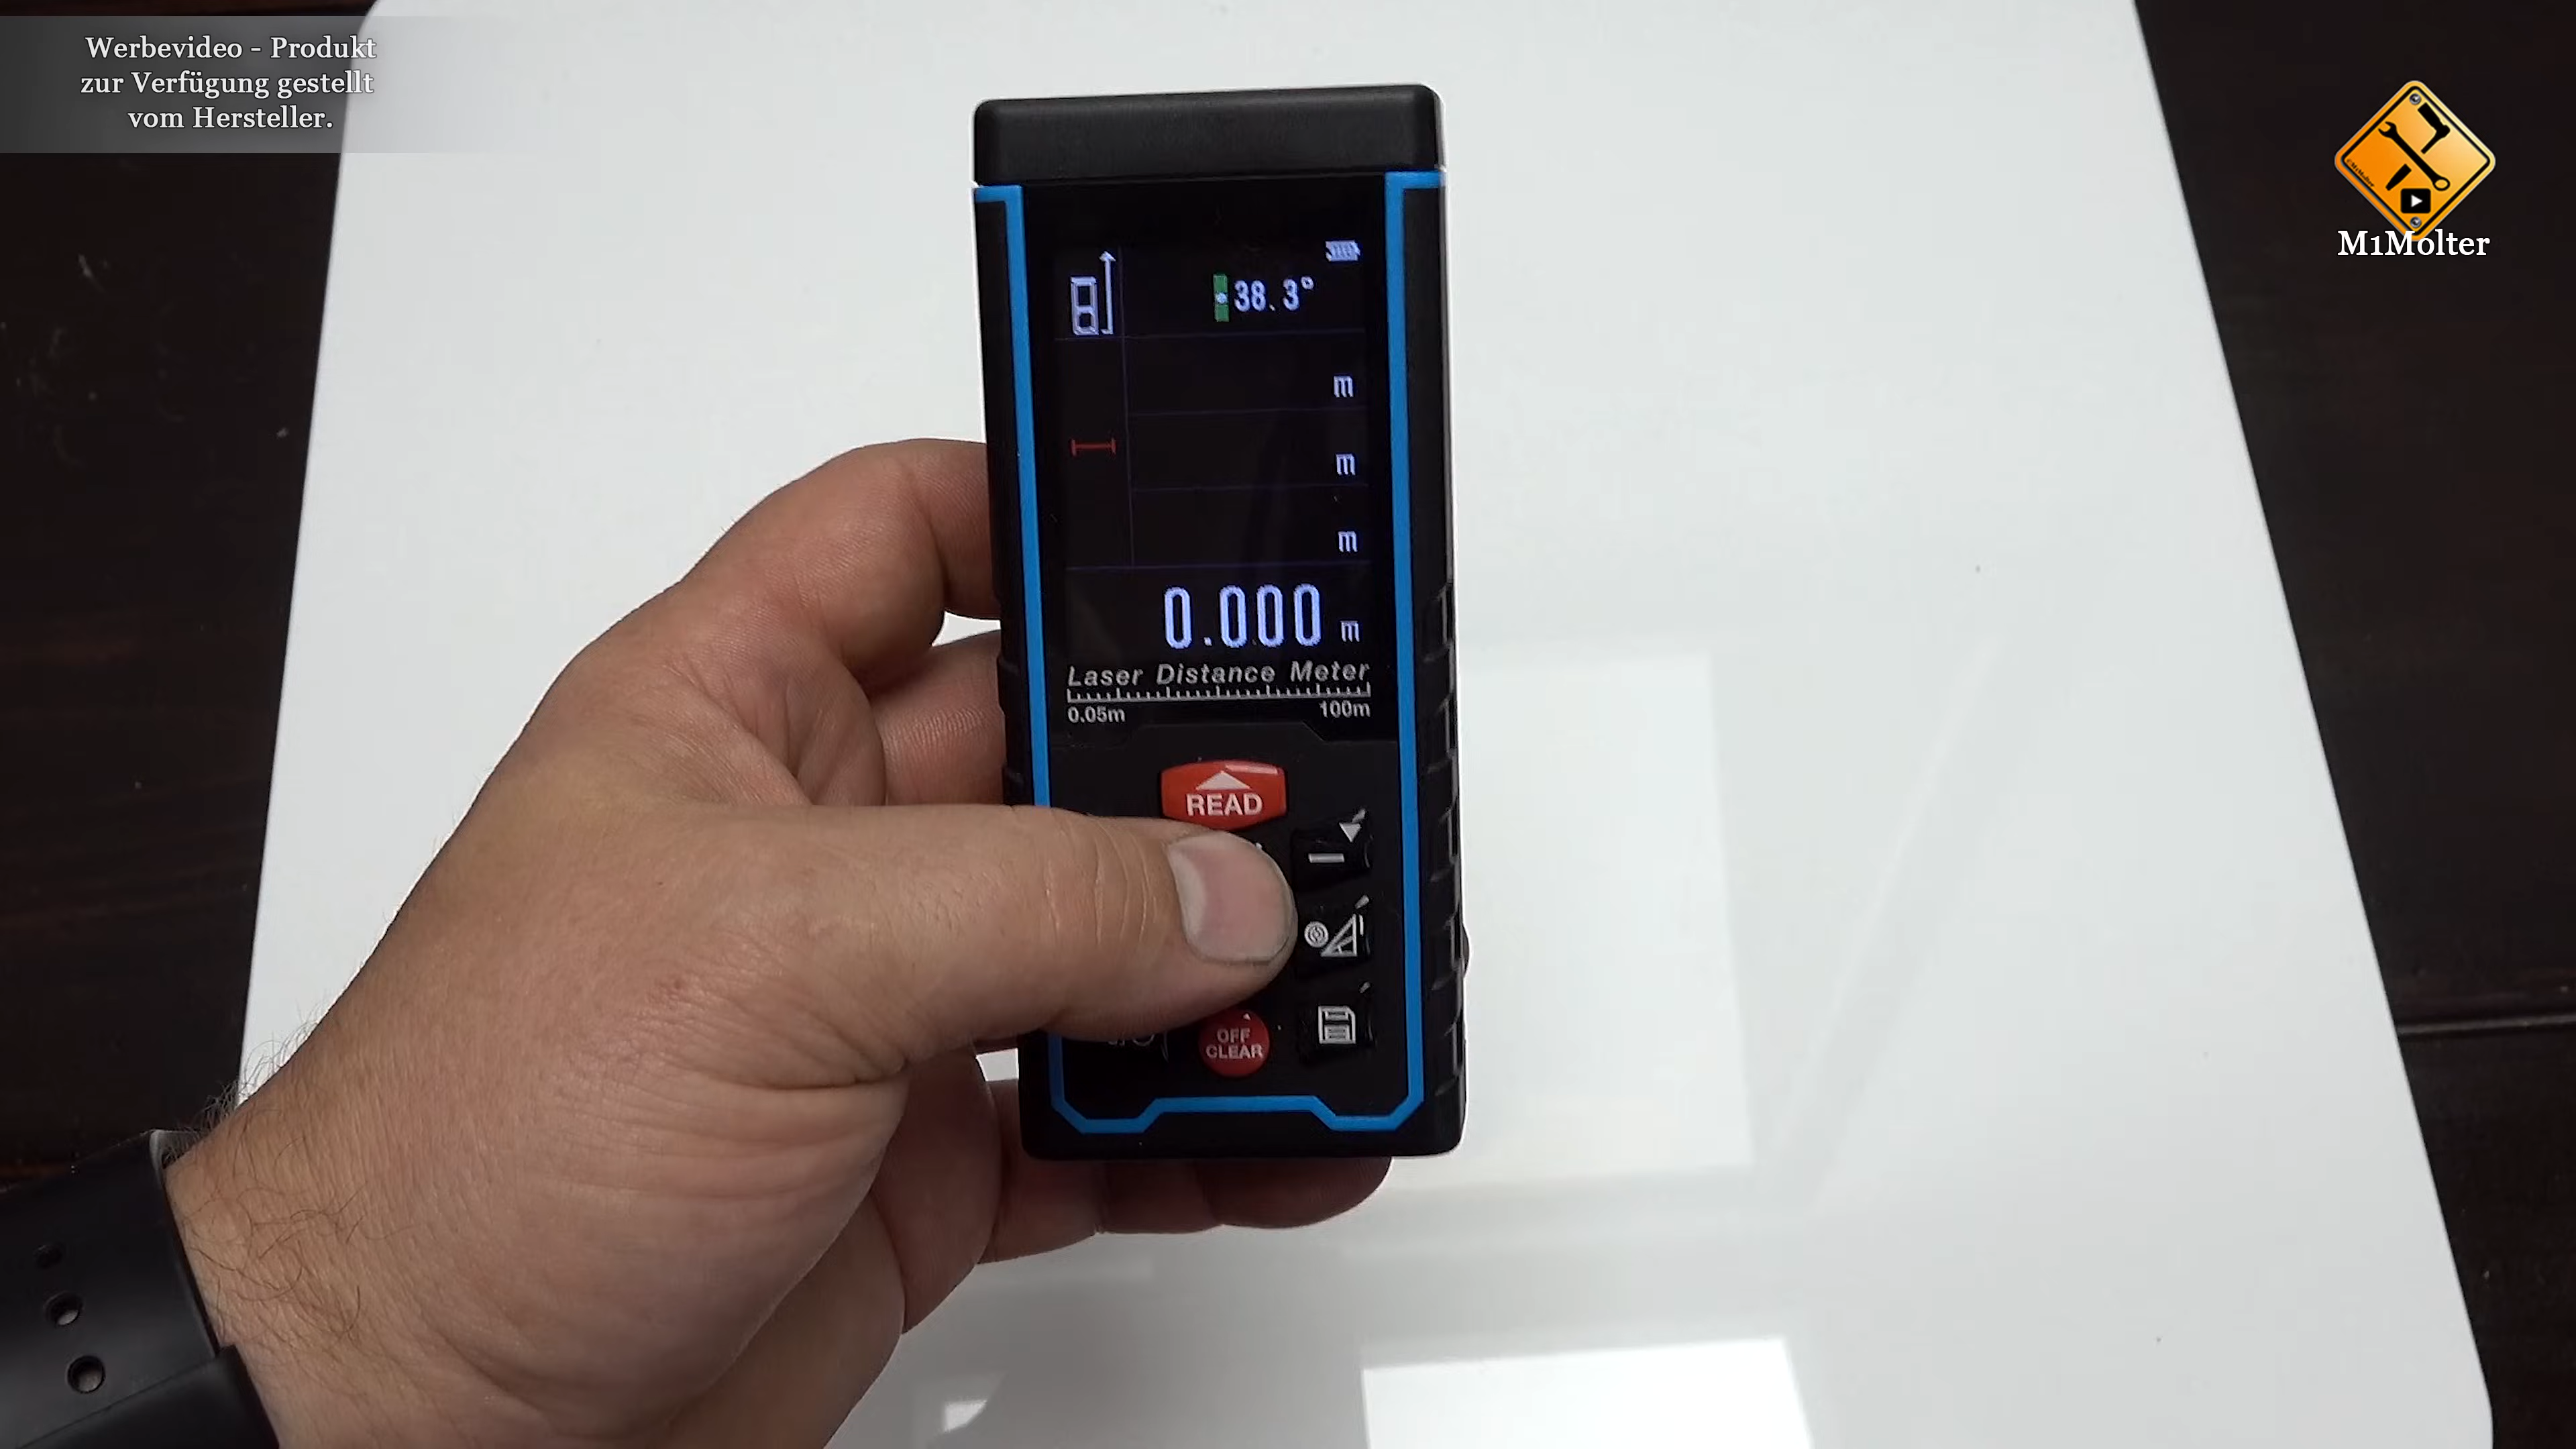 Werbevideo - Produkt
zur Verfügung gestellt
vom Hersteller.
M1Molter
38.3°
m
m
m
0.000 m
Laser Distance Meter
0.05m 100m
READ
OFF
CLEAR